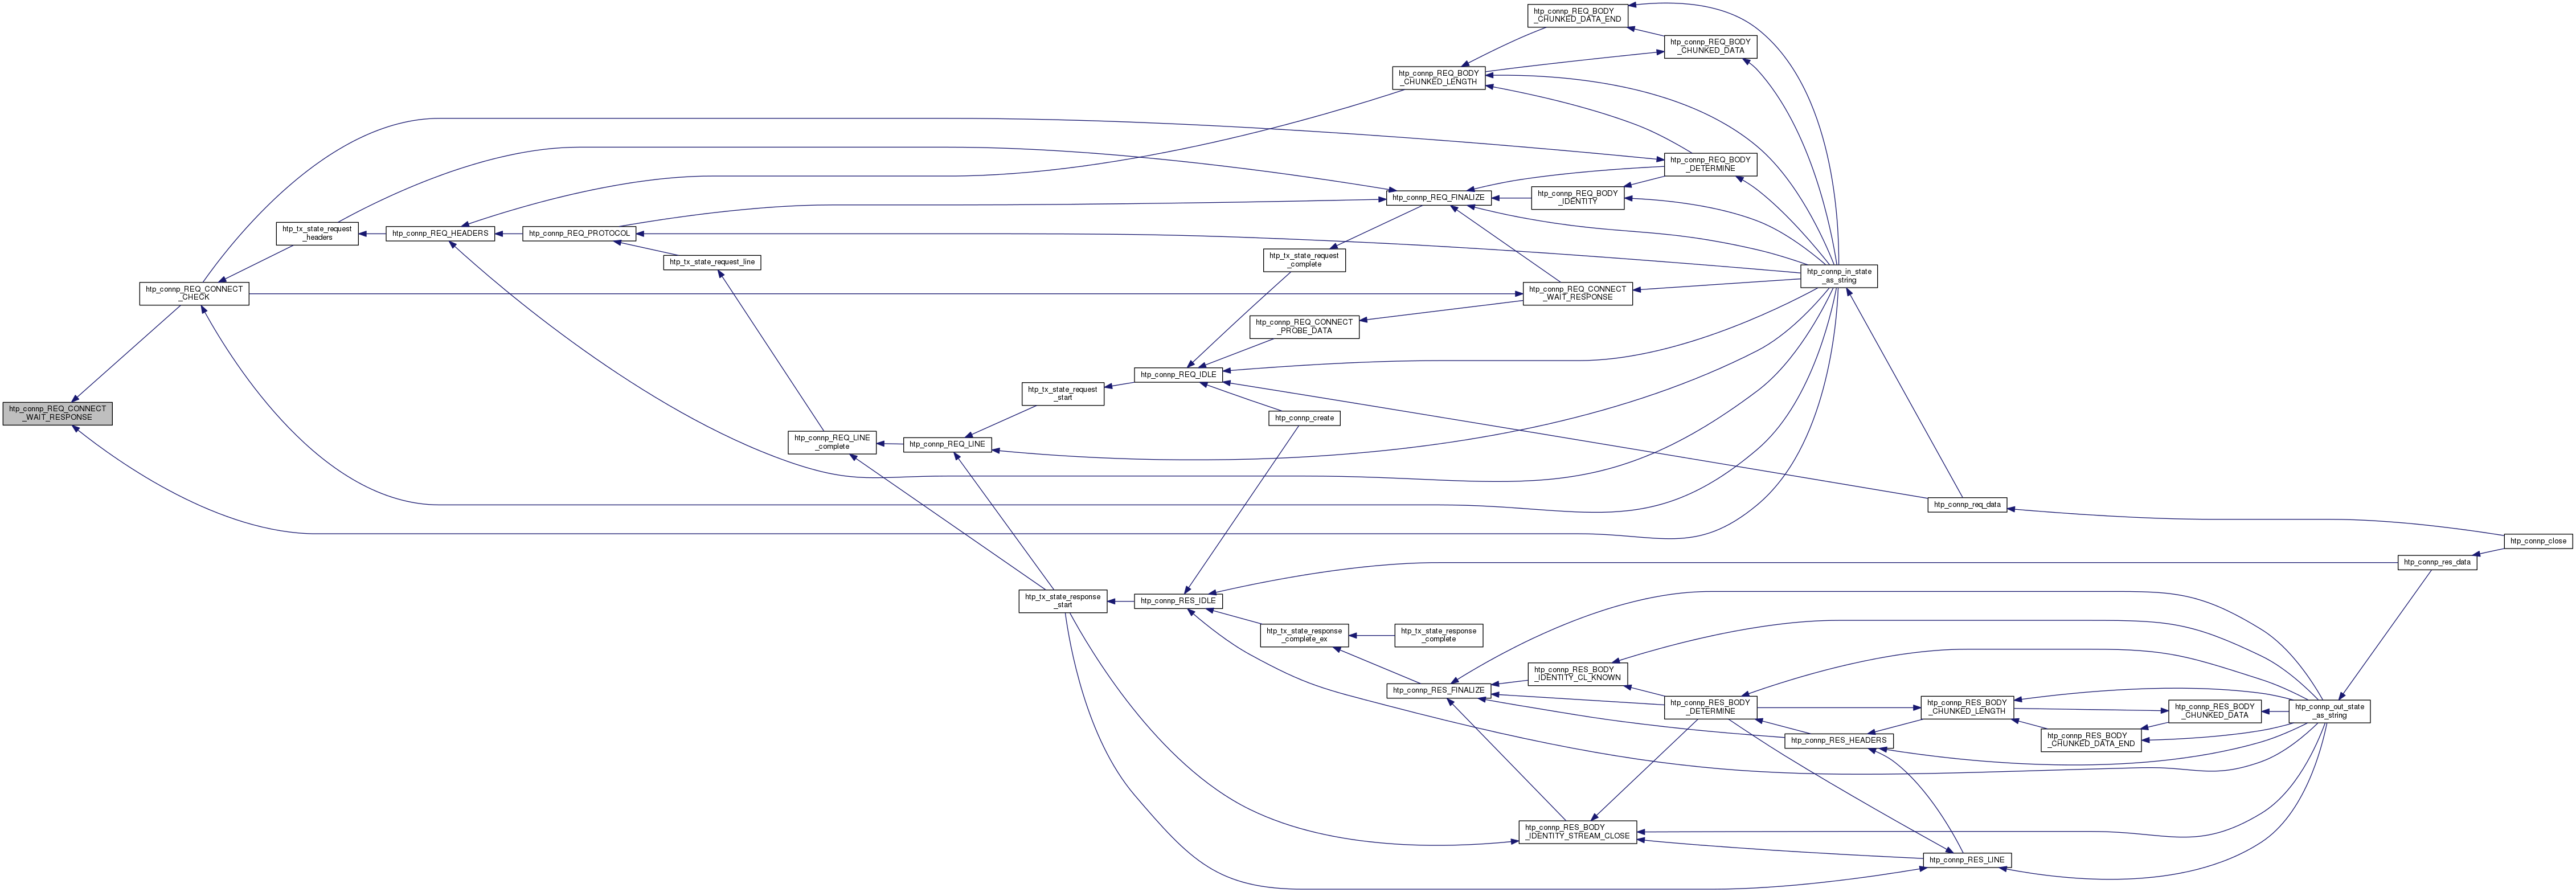 htp_connp_REQ_BODY
_CHUNKED_DATA_END
htp_connp_REQ_BODY
_CHUNKED_DATA
htp_connp_REQ_BODY
_CHUNKED_LENGTH
htp_connp_REQ_BODY
_DETERMINE
htp_connp_REQ_FINALIZE
htp_connp_REQ_BODY
_IDENTITY
htp_tx_state_request
_headers
htp_connp_REQ_HEADERS
htp_connp_REQ_PROTOCOL
htp_tx_state_request_line
htp_tx_state_request
_complete
htp_connp_in_state
_as_string
htp_connp_REQ_CONNECT
_CHECK
htp_connp_REQ_CONNECT
_WAIT_RESPONSE
htp_connp_REQ_CONNECT
_PROBE_DATA
htp_connp_REQ_IDLE
htp_tx_state_request
_start
htp_connp_REQ_CONNECT
_WAIT_RESPONSE
htp_connp_create
htp_connp_REQ_LINE
_complete
htp_connp_REQ_LINE
htp_connp_req_data
htp_connp_close
htp_connp_res_data
htp_tx_state_response
_start
htp_connp_RES_IDLE
htp_tx_state_response
_complete_ex
htp_tx_state_response
_complete
htp_connp_RES_BODY
_IDENTITY_CL_KNOWN
htp_connp_RES_FINALIZE
htp_connp_RES_BODY
_DETERMINE
htp_connp_RES_BODY
_CHUNKED_LENGTH
htp_connp_RES_BODY
_CHUNKED_DATA
htp_connp_out_state
_as_string
htp_connp_RES_HEADERS
htp_connp_RES_BODY
_CHUNKED_DATA_END
htp_connp_RES_BODY
_IDENTITY_STREAM_CLOSE
htp_connp_RES_LINE